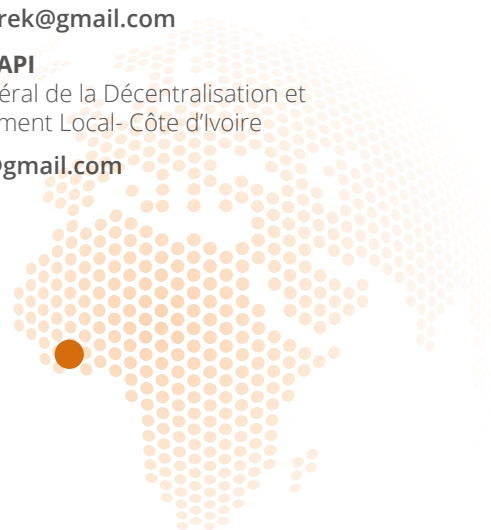 rek@gmail.com
API
éral de la Décentralisation et
ment Local- Côte d'Ivoire
@gmail.com